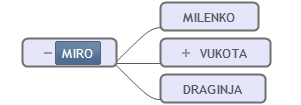 MILENKO
− MIRO
+ VUKOTA
DRAGINJA